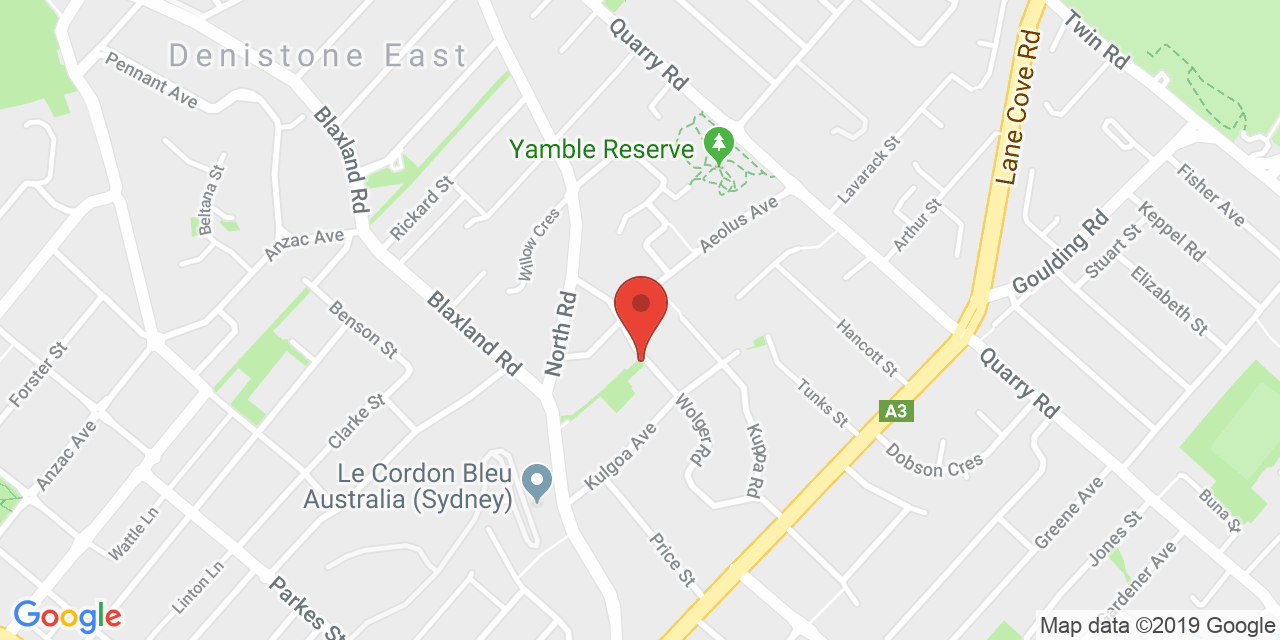 Denistone East
Pennant Ave
Blaxland Rd
Quarry Rd
Twin Rd
Lane Cove Rd
Yamble Reserve
Lavarack St
Fisher Ave
Keppel Rd
Beltana St
Rickard St
Anzac Ave
Willow Cres
Aeolus Ave
Arthur St
Goulding Rd
Stuart St
Elizabeth St
Benson St
Blaxland Rd
North Rd
Hancott St
Quarry Rd
Forster St
Tunks St
A3
Clarke St
Wolger Rd
Kuppa Rd
Kulgoa Ave
Dobson Cres
Anzac Ave
Le Cordon Bleu
Australia (Sydney)
Greene Ave
Buna St
Wattle Ln
Jones St
Price St
Linton Ln
Gardener Ave
Parkes St
Google
Map data ©2019 Google